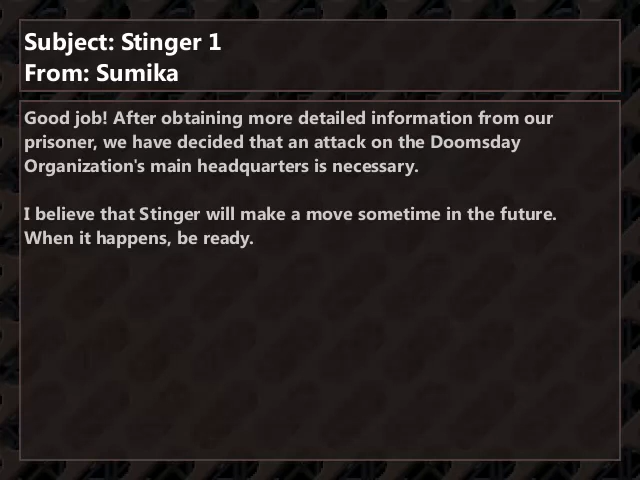 Subject: Stinger 1
From: Sumika
Good job! After obtaining more detailed information from our
prisoner, we have decided that an attack on the Doomsday
Organization's main headquarters is necessary.
I believe that Stinger will make a move sometime in the future.
When it happens, be ready.